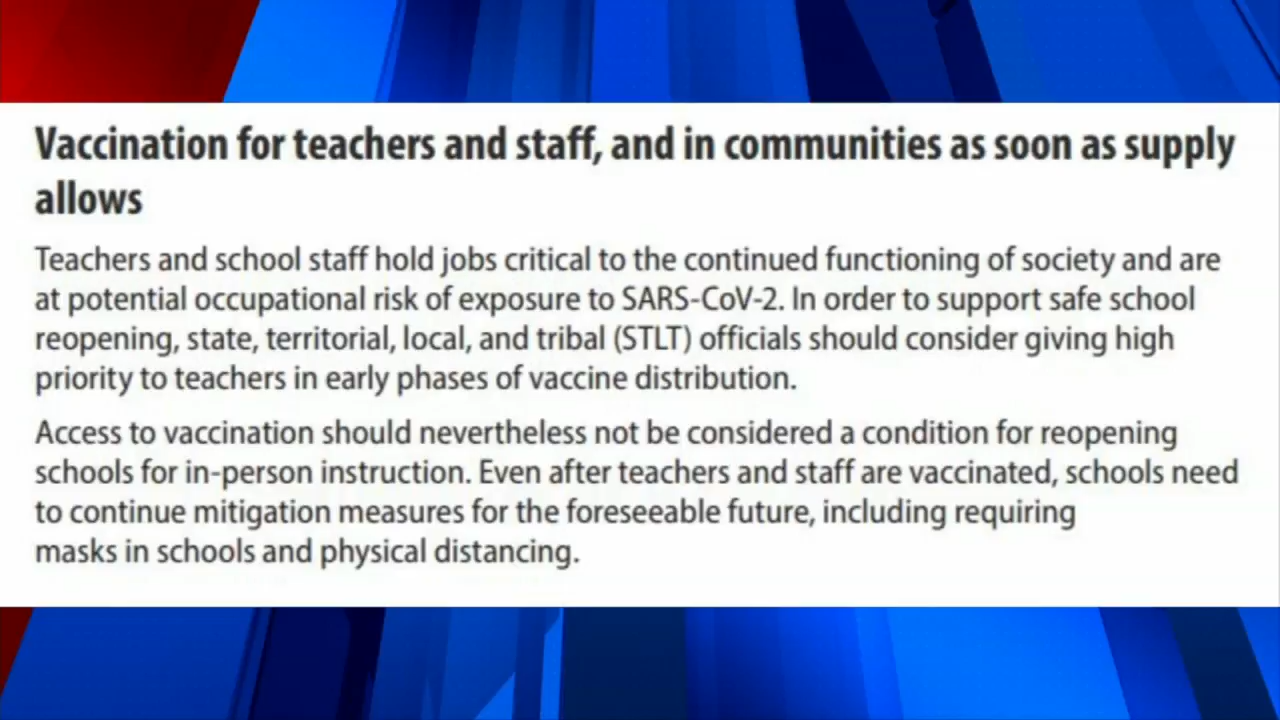 Vaccination for teachers and staff, and in communities as soon as supply
allows
Teachers and school staff hold jobs critical to the continued functioning of society and are
at potential occupational risk of exposure to SARS-CoV-2. In order to support safe school
reopening, state, territorial, local, and tribal (STLT) officials should consider giving high
priority to teachers in early phases of vaccine distribution.
Access to vaccination should nevertheless not be considered a condition for reopening
schools for in-person instruction. Even after teachers and staff are vaccinated, schools need
to continue mitigation measures for the foreseeable future, including requiring
masks in schools and physical distancing.